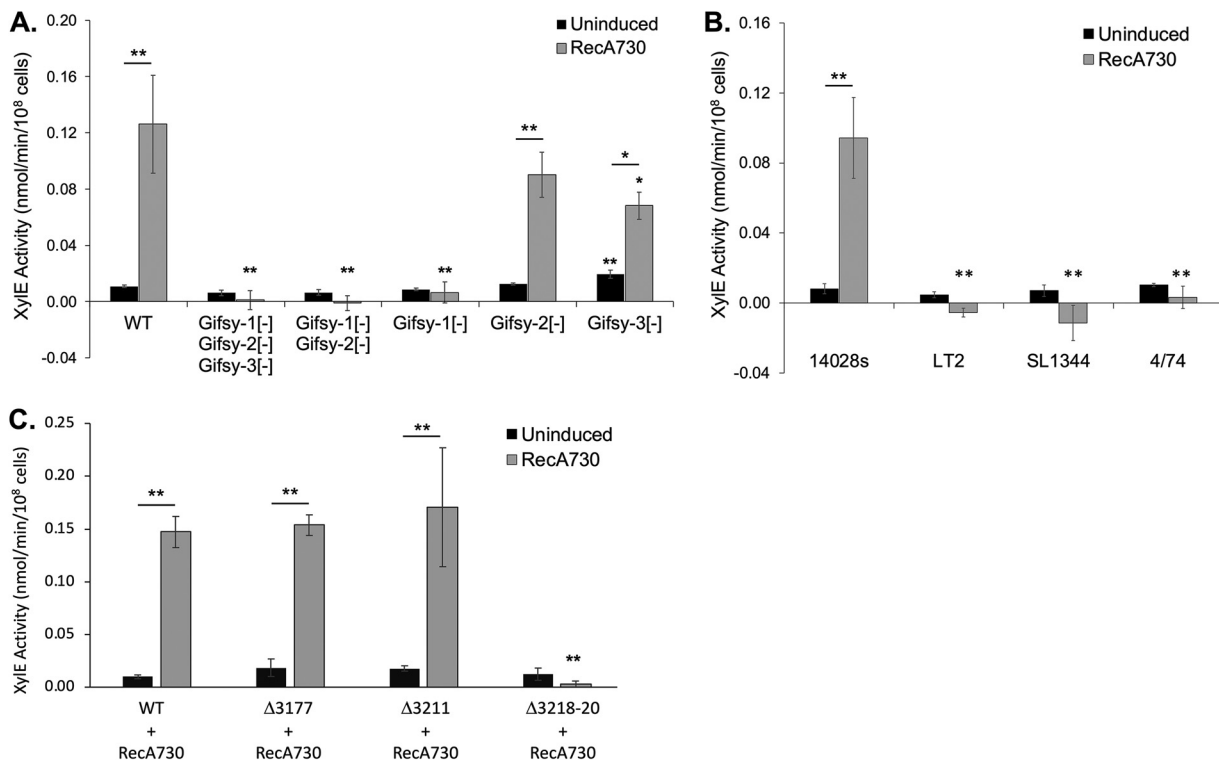 A.
XylE Activity (nmol/min/10⁸ cells)
0.20
0.16
0.12
0.08
0.04
0.00
-0.04
Uninduced
RecA730
**
**
**
**
**
*
*
**
WT
Gifsy-1[-]
Gifsy-2[-]
Gifsy-3[-]
Gifsy-1[-]
Gifsy-2[-]
Gifsy-1[-]
Gifsy-2[-]
Gifsy-3[-]
B.
XylE Activity (nmol/min/10⁸ cells)
0.16
0.12
0.08
0.04
0.00
-0.04
Uninduced
RecA730
**
**
**
**
14028s
LT2
SL1344
4/74
C.
XylE Activity (nmol/min/10⁸ cells)
0.25
0.20
0.15
0.10
0.05
0.00
Uninduced
RecA730
**
**
**
**
WT
+
RecA730
Δ3177
+
RecA730
Δ3211
+
RecA730
Δ3218-20
+
RecA730